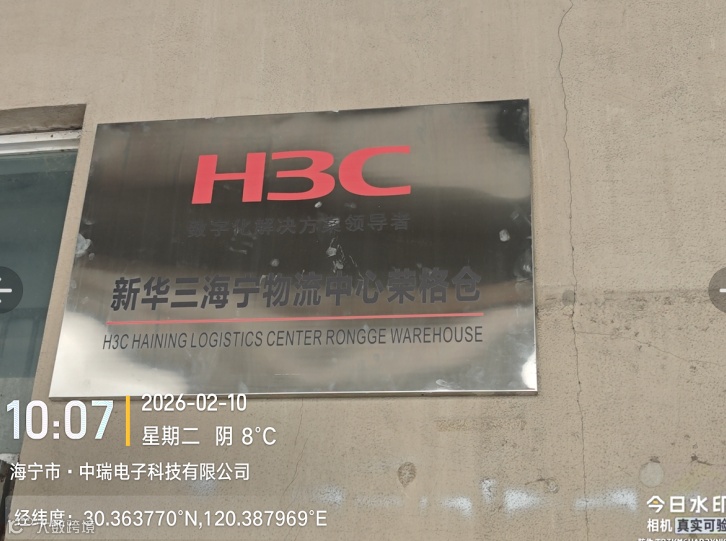 H3C
数字化解决方案领导者
新华三海宁物流中心荣格仓
H3C HAINING LOGISTICS CENTER RONGGE WAREHOUSE
10:07
2026-02-10
星期二 阴 8℃
海宁市·中瑞电子科技有限公司
经纬度: 30.363770°N,120.387969°E
今日水印
相机 真实可验